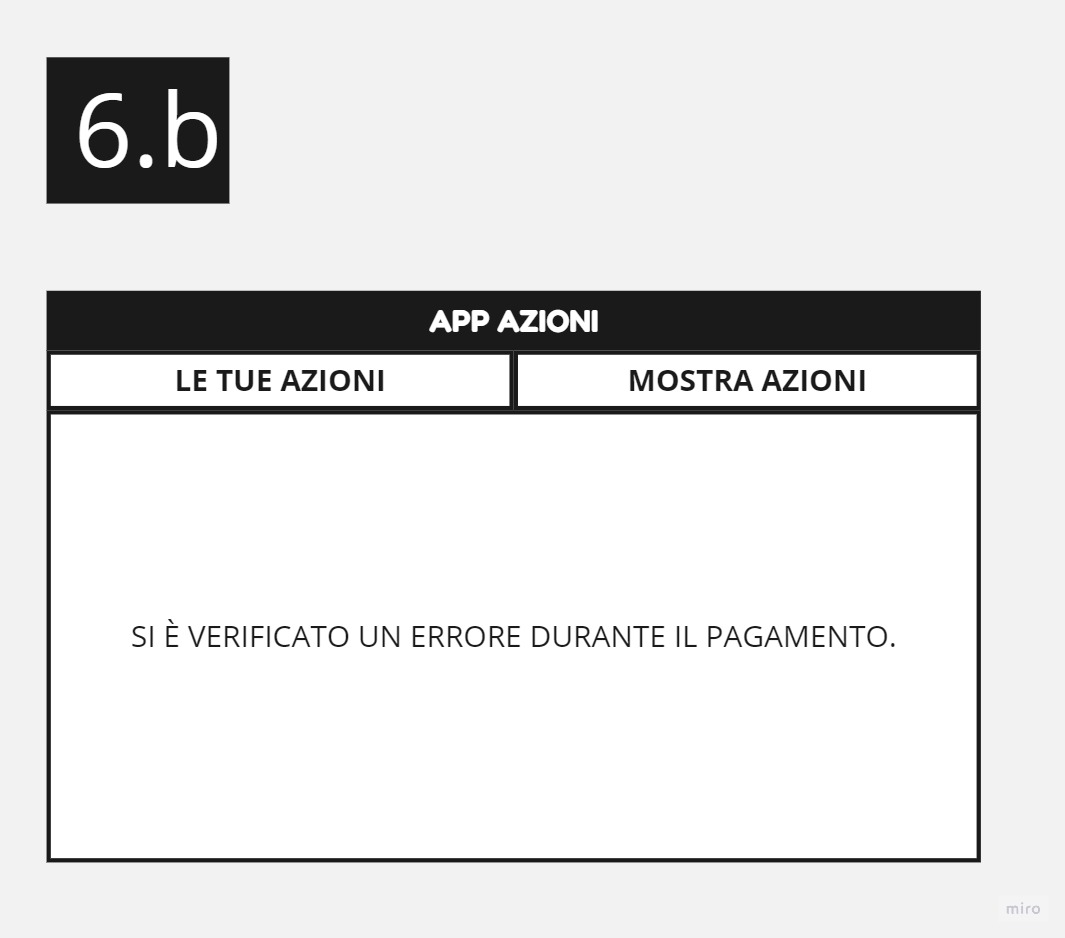 6.b
APP AZIONI
LE TUE AZIONI
MOSTRA AZIONI
SI È VERIFICATO UN ERRORE DURANTE IL PAGAMENTO.
miro